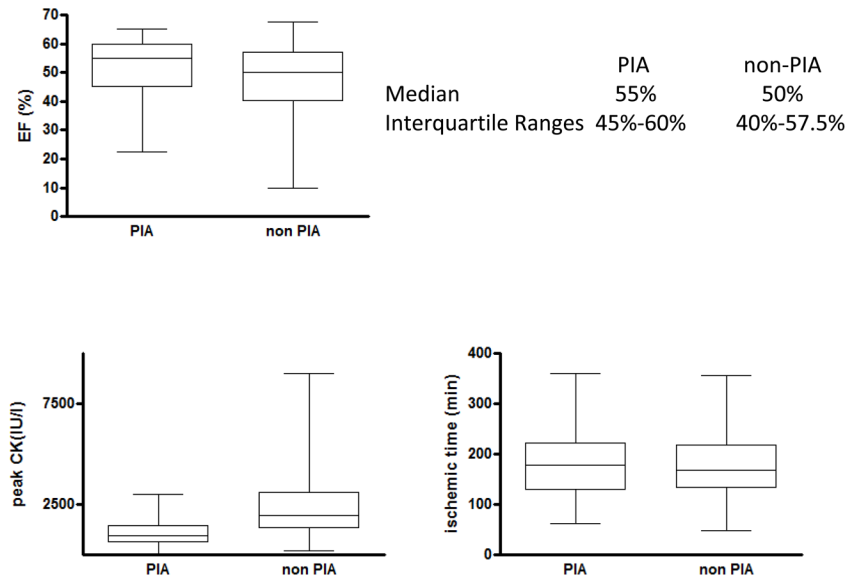 70
60
50
40
30
20
10
0
EF (%)
PIA non PIA
PIA non-PIA
Median 55% 50%
Interquartile Ranges 45%-60% 40%-57.5%
7500
2500
peak CK(IU/l)
PIA non PIA
400
300
200
100
0
ischemic time (min)
PIA non PIA